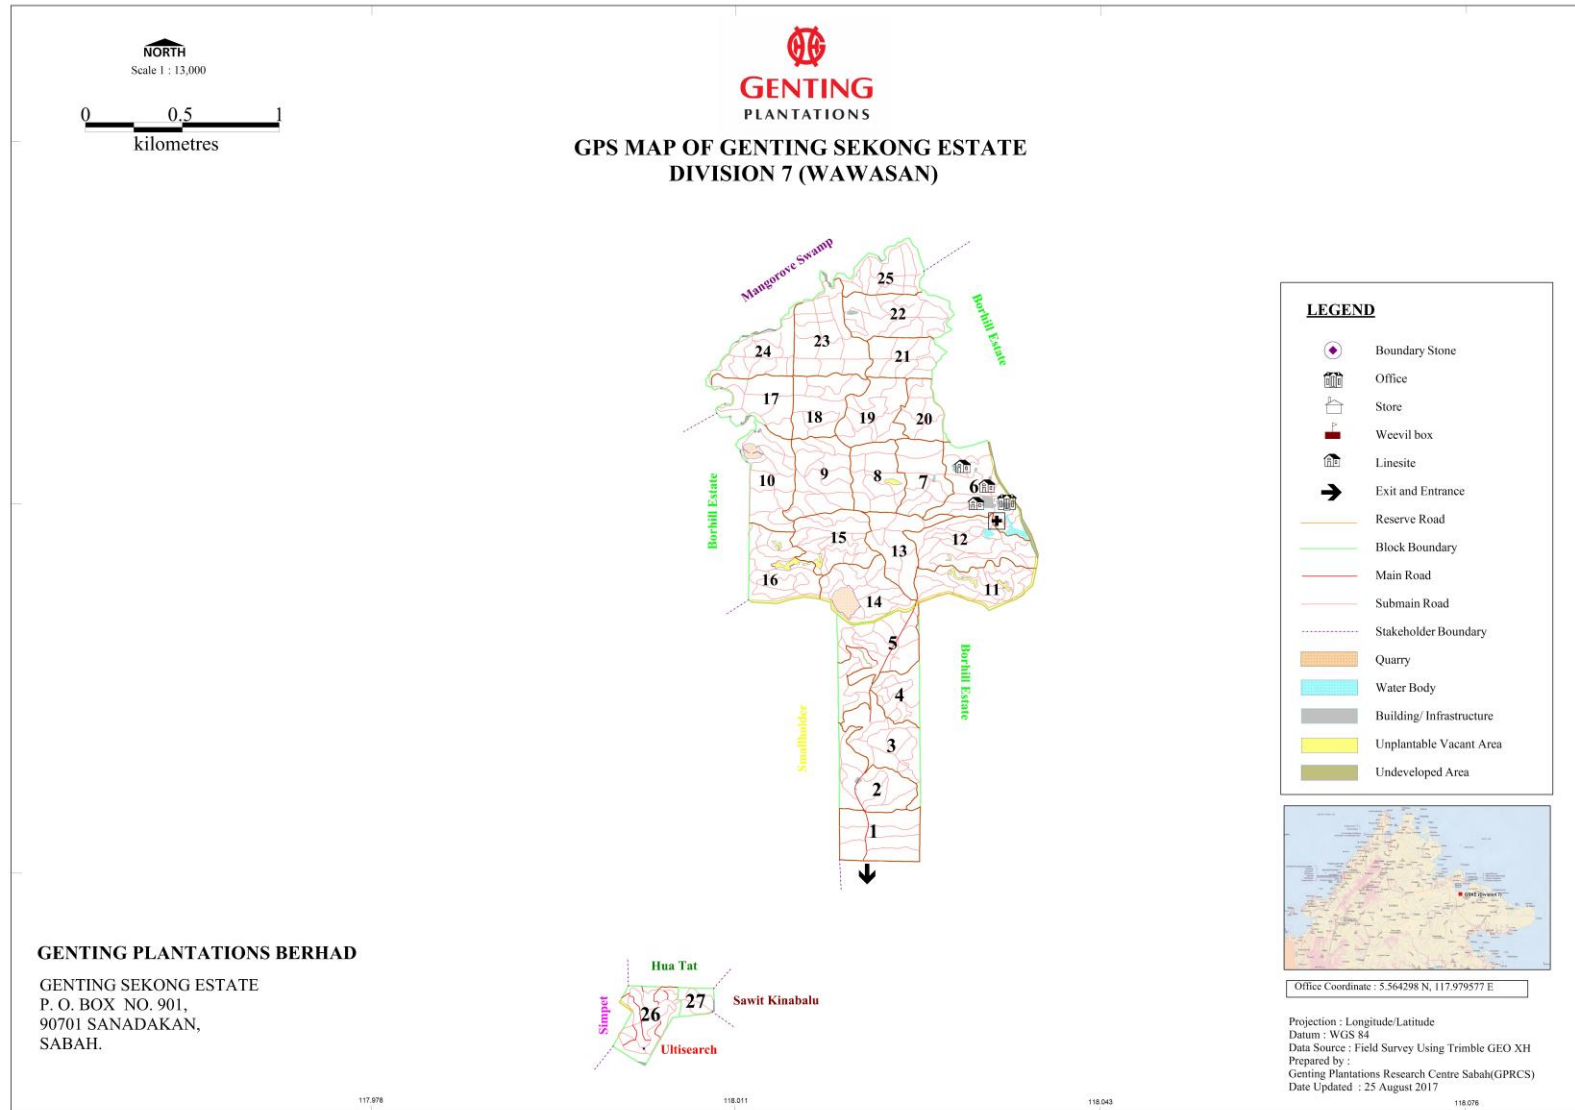 NORTH
Scale 1 : 13,000
0 0.5 1
kilometres
GENTING
PLANTATIONS
GPS MAP OF GENTING SEKONG ESTATE
DIVISION 7 (WAWASAN)
Mangorove Swamp
Borhill Estate
25
22
23
21
24
17
18
19
20
10
9
8
7
6
15
13
12
16
14
11
Borhill Estate
5
4
3
2
1
Borhill Estate
Smallholder
Hua Tat
Simpet
26
27
Sawit Kinabalu
Ultisearch
LEGEND
Boundary Stone
Office
Store
Weevil box
Linesite
Exit and Entrance
Reserve Road
Block Boundary
Main Road
Submain Road
Stakeholder Boundary
Quarry
Water Body
Building/ Infrastructure
Unplantable Vacant Area
Undeveloped Area
Office Coordinate : 5.564298 N, 117.979577 E
Projection : Longitude/Latitude
Datum : WGS 84
Data Source : Field Survey Using Trimble GEO XH
Prepared by :
Genting Plantations Research Centre Sabah(GPRCS)
Date Updated : 25 August 2017
GENTING PLANTATIONS BERHAD
GENTING SEKONG ESTATE
P. O. BOX NO. 901,
90701 SANADAKAN,
SABAH.
117.978
118.011
118.043
118.076